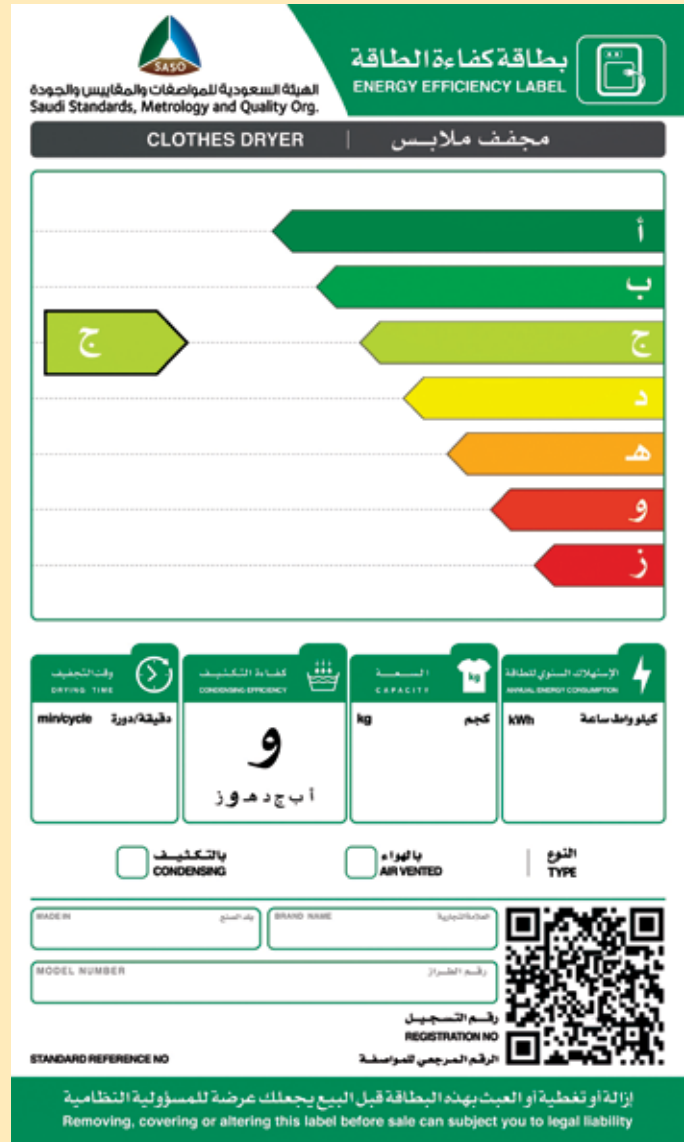 SASO
الهيئة السعودية للمواصفات والمقاييس والجودة
Saudi Standards, Metrology and Quality Org.
بطاقة كفاءة الطاقة
ENERGY EFFICIENCY LABEL
CLOTHES DRYER | مجفف ملابس
أ
ب
ج
ج
د
هـ
و
ز
الإستهلاك السنوي للطاقة
ANNUAL ENERGY CONSUMPTION
kWh كيلو واط ساعة
السعة
CAPACITY
kg
kg كجم
كفاءة التكثيف
CONDENSING EFFICIENCY
و
أ ب ج د هـ و ز
وقت التجفيف
DRYING TIME
min/cycle دقيقة/دورة
النوع
TYPE
بالهواء
AIR VENTED
بالتكثيف
CONDENSING
MADE IN بلد الصنع
BRAND NAME العلامة التجارية
MODEL NUMBER رقم الطراز
رقم التسجيل
REGISTRATION NO
STANDARD REFERENCE NO الرقم المرجعي للمواصفة
إزالة أو تغطية أو العبث بهذه البطاقة قبل البيع يجعلك عرضة للمسؤولية النظامية
Removing, covering or altering this label before sale can subject you to legal liability